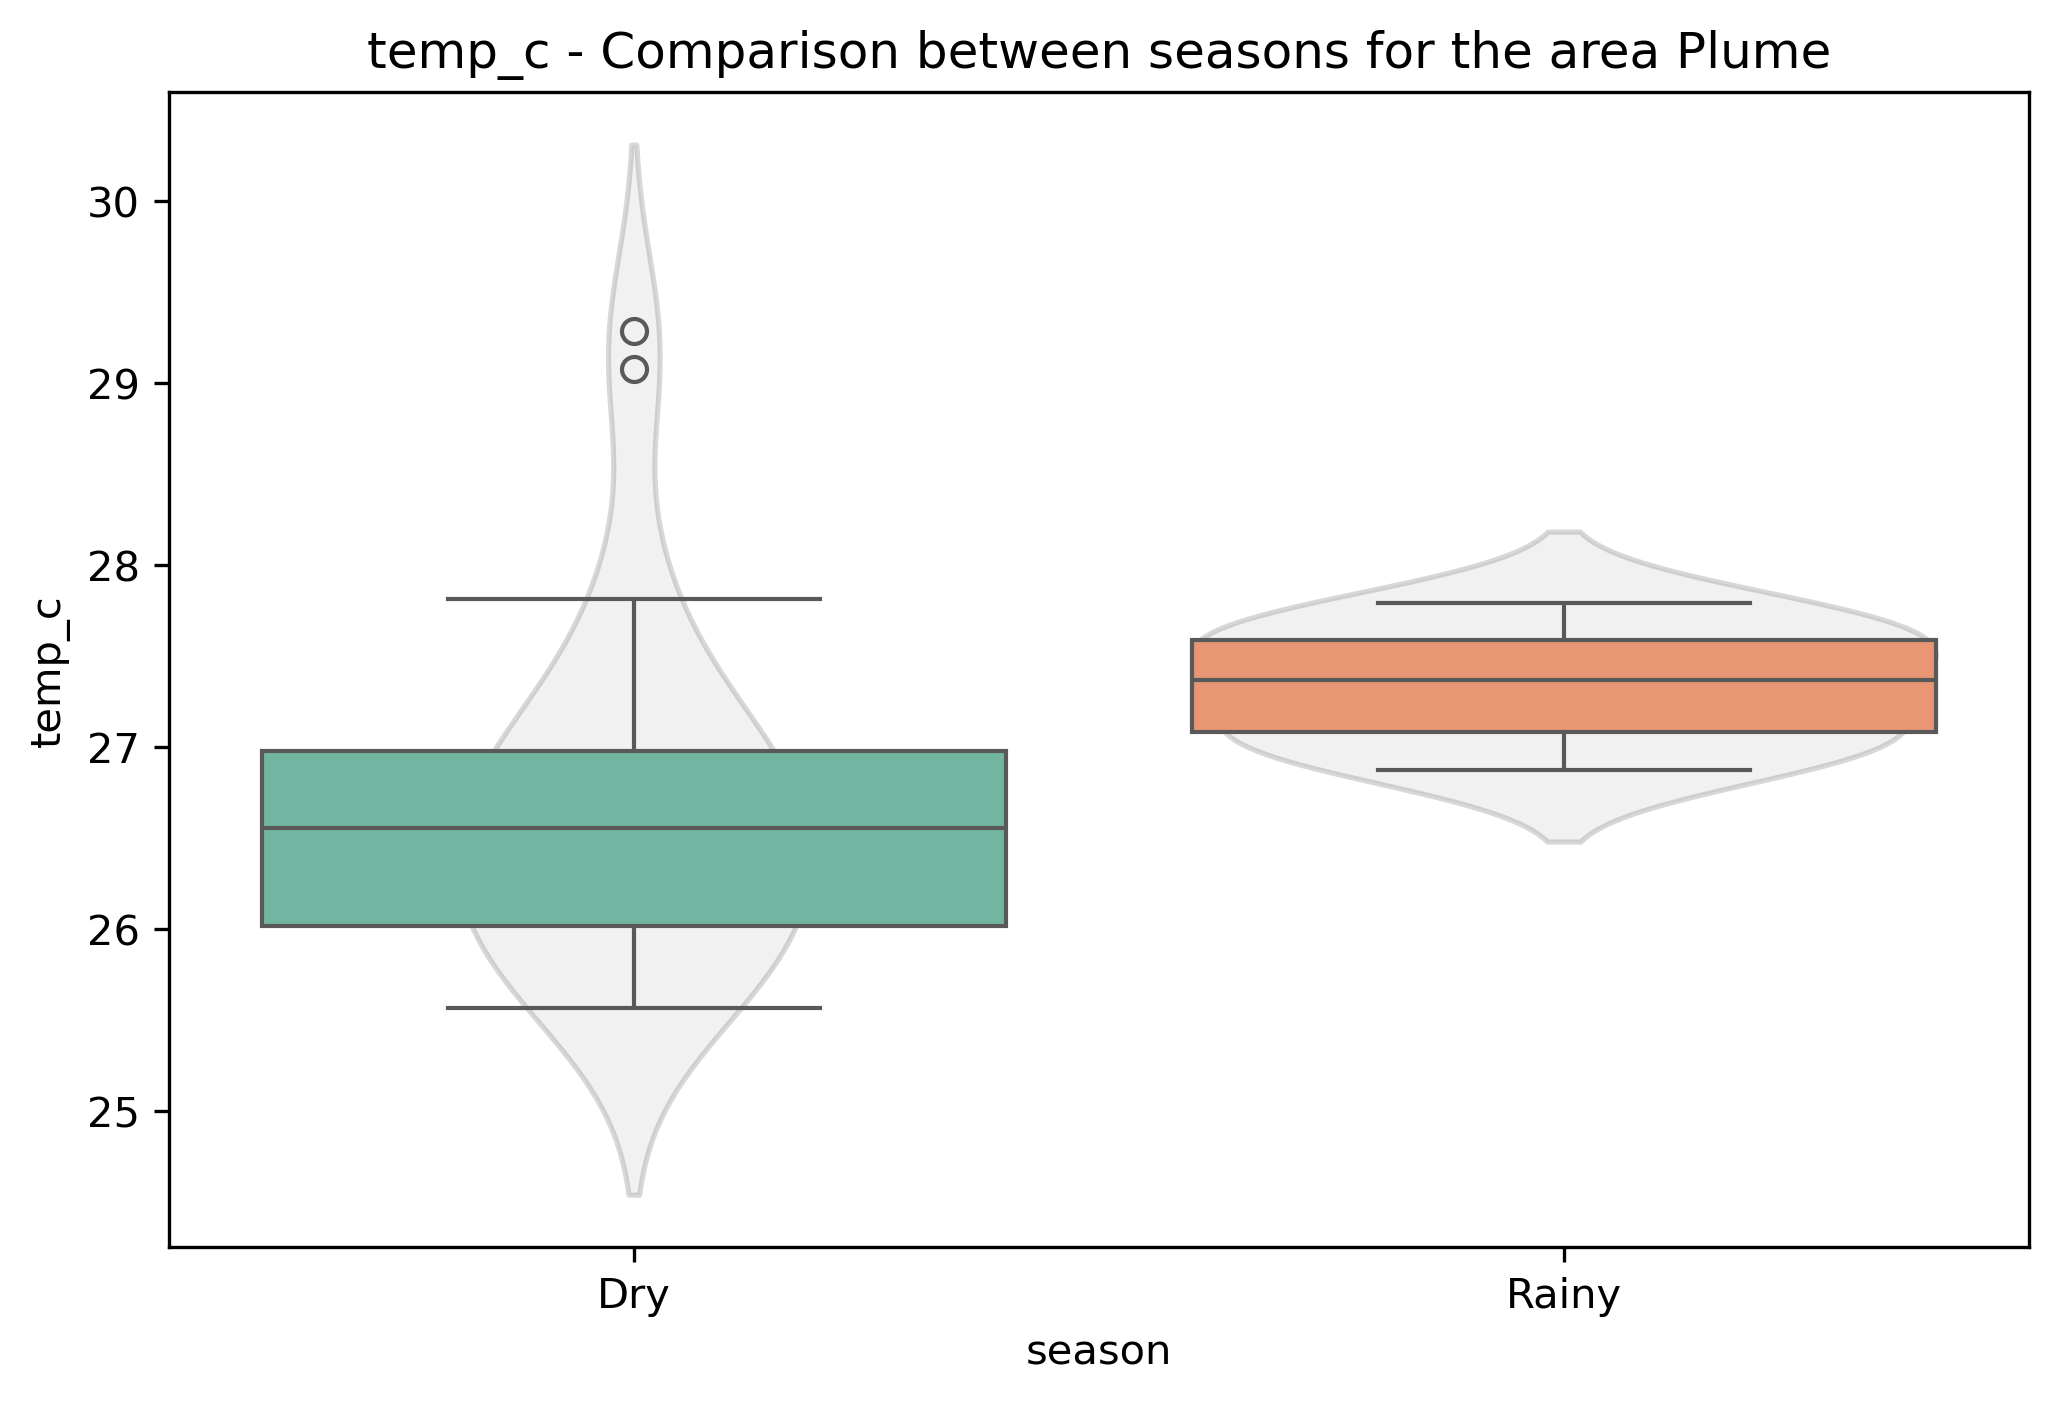 temp_c - Comparison between seasons for the area Plume
30
29
28
27
26
25
temp_c
Dry
Rainy
season